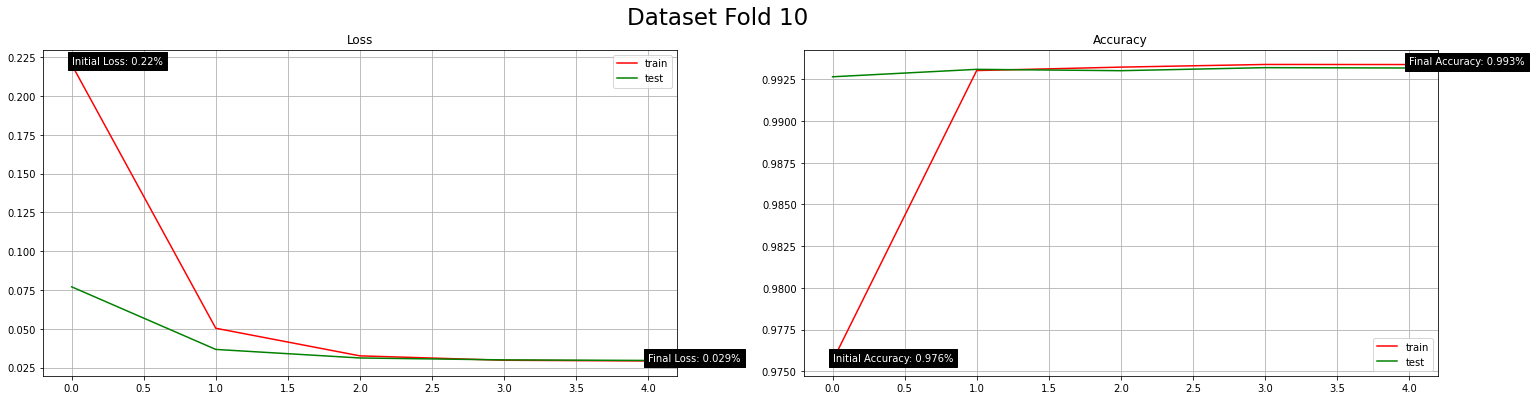 Dataset Fold 10
Loss
0.225
0.200
0.175
0.150
0.125
0.100
0.075
0.050
0.025
Initial Loss: 0.22%
train
test
Final Loss: 0.029%
0.0 0.5 1.0 1.5 2.0 2.5 3.0 3.5 4.0
Accuracy
0.9925
0.9900
0.9875
0.9850
0.9825
0.9800
0.9775
0.9750
Final Accuracy: 0.993%
Initial Accuracy: 0.976%
train
test
0.0 0.5 1.0 1.5 2.0 2.5 3.0 3.5 4.0